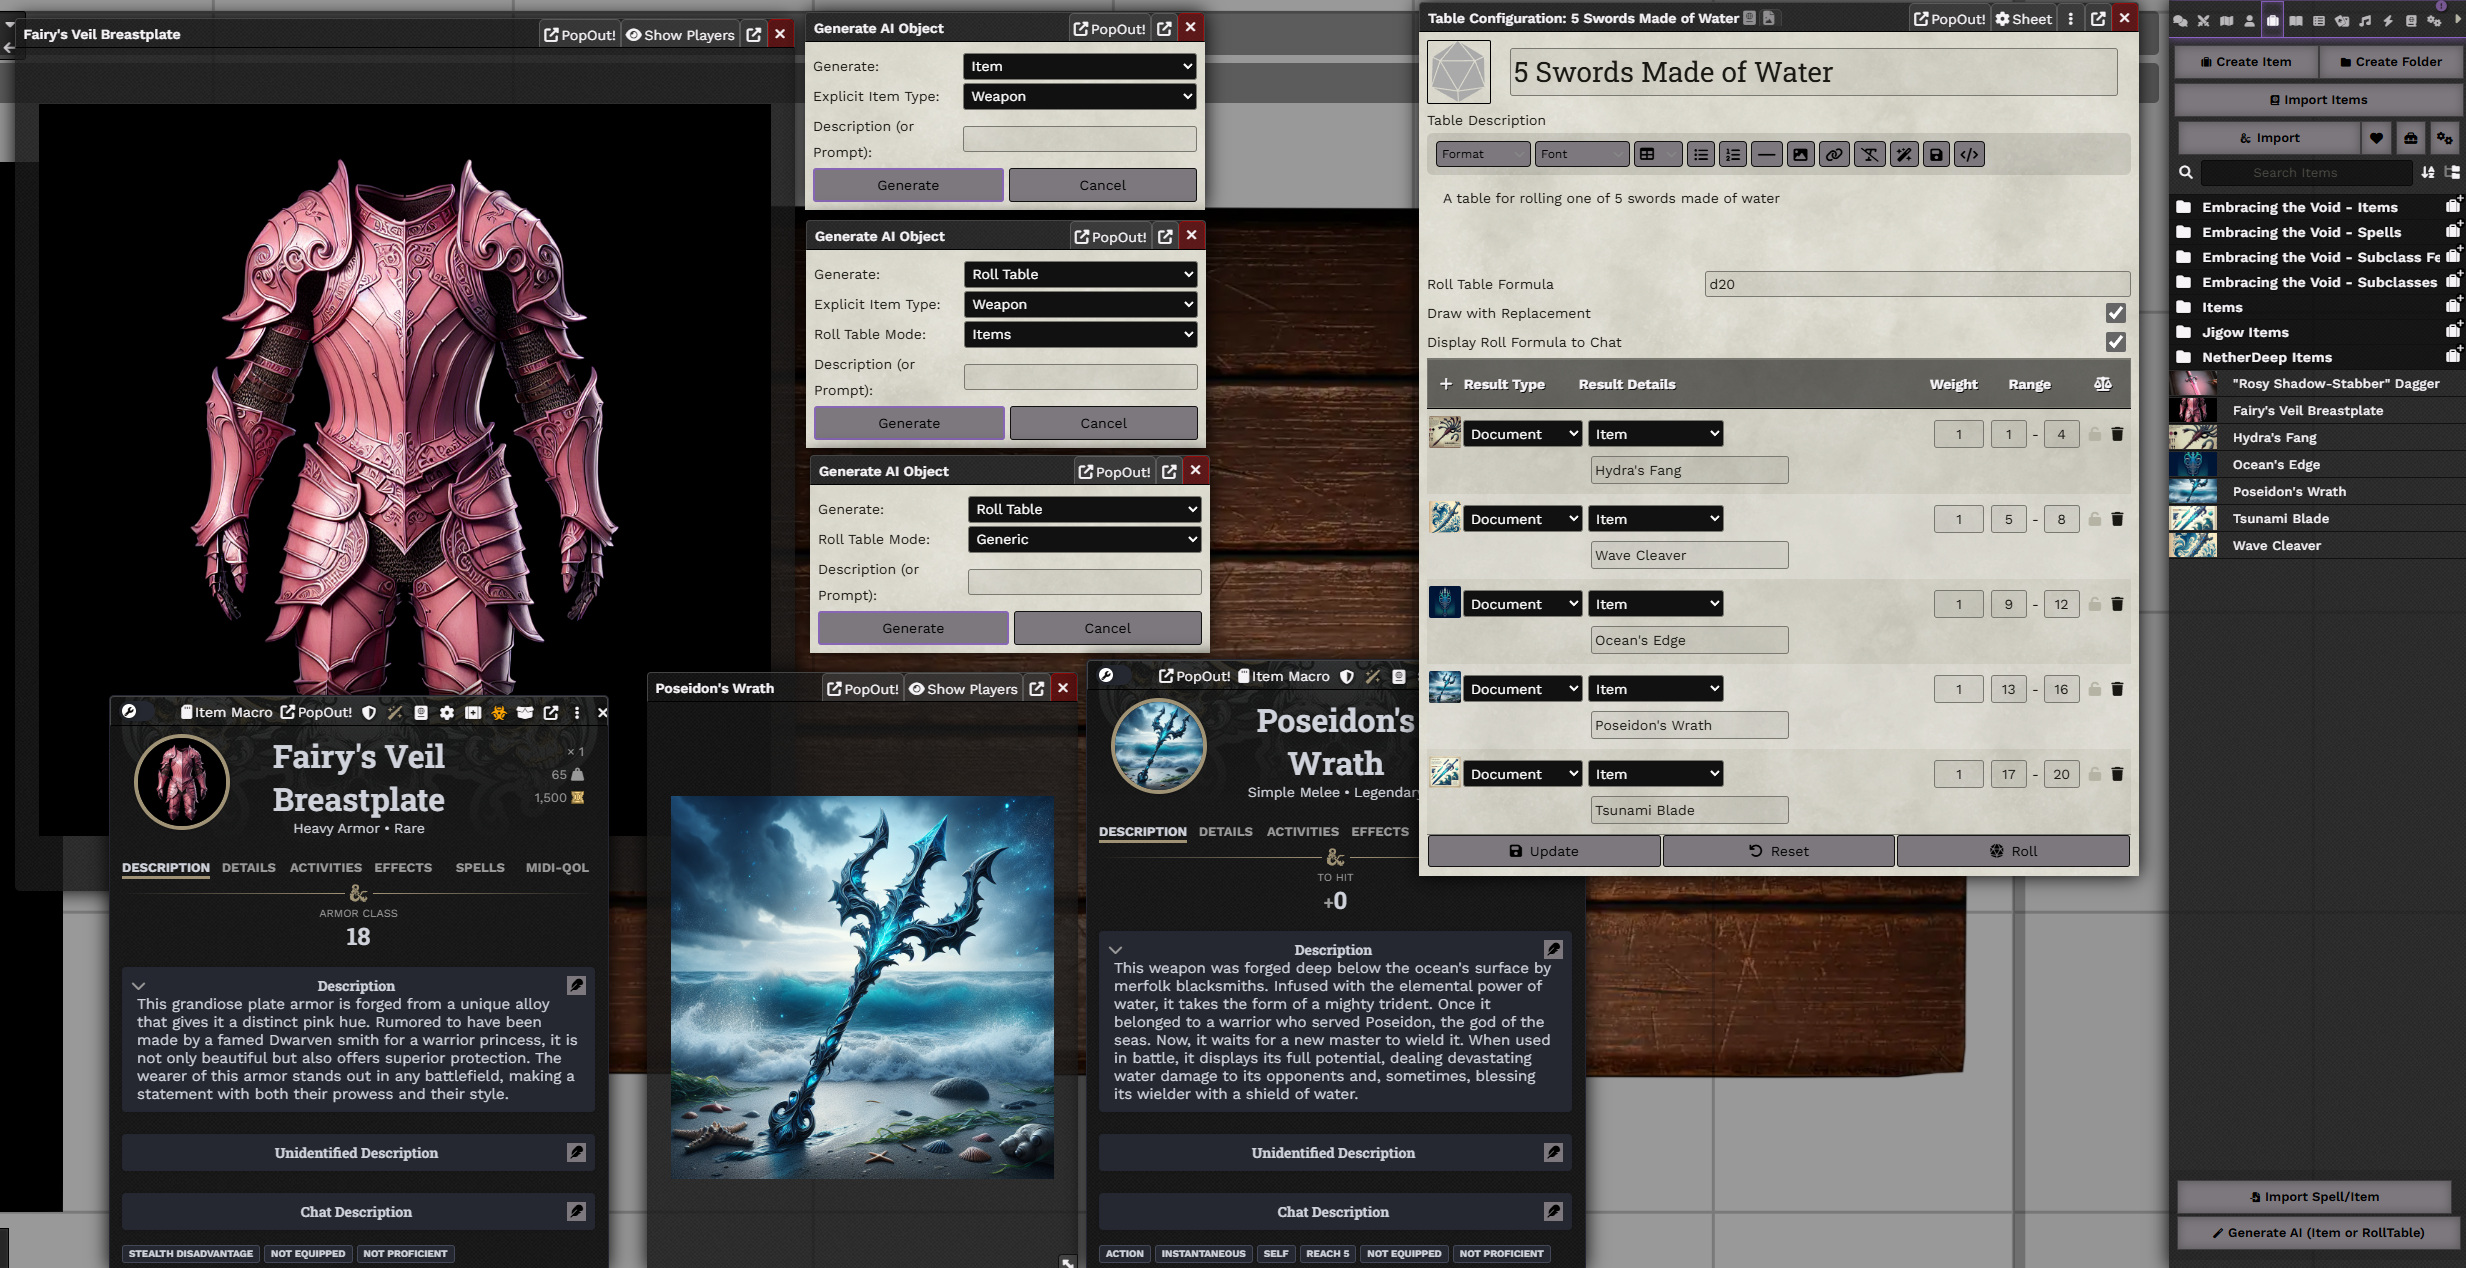 Fairy's Veil Breastplate
PopOut!
Show Players
Generate AI Object
PopOut!
Generate:
Item
Explicit Item Type:
Weapon
Description (or
Prompt):
Generate
Cancel
Generate AI Object
PopOut!
Generate:
Roll Table
Explicit Item Type:
Weapon
Roll Table Mode:
Items
Description (or
Prompt):
Generate
Cancel
Generate AI Object
PopOut!
Generate:
Roll Table
Roll Table Mode:
Generic
Description (or
Prompt):
Generate
Cancel
Item Macro
PopOut!
Fairy's Veil
Breastplate
Heavy Armor • Rare
× 1
65
1,500
DESCRIPTION
DETAILS
ACTIVITIES
EFFECTS
SPELLS
MIDI-QOL
&
ARMOR CLASS
18
Description
This grandiose plate armor is forged from a unique alloy
that gives it a distinct pink hue. Rumored to have been
made by a famed Dwarven smith for a warrior princess, it is
not only beautiful but also offers superior protection. The
wearer of this armor stands out in any battlefield, making a
statement with both their prowess and their style.
Unidentified Description
Chat Description
STEALTH DISADVANTAGE
NOT EQUIPPED
NOT PROFICIENT
Poseidon's Wrath
PopOut!
Show Players
PopOut!
Item Macro
Poseidon's
Wrath
Simple Melee • Legendary
DESCRIPTION
DETAILS
ACTIVITIES
EFFECTS
&
TO HIT
+0
Description
This weapon was forged deep below the ocean's surface by
merfolk blacksmiths. Infused with the elemental power of
water, it takes the form of a mighty trident. Once it
belonged to a warrior who served Poseidon, the god of the
seas. Now, it waits for a new master to wield it. When used
in battle, it displays its full potential, dealing devastating
water damage to its opponents and, sometimes, blessing
its wielder with a shield of water.
Unidentified Description
Chat Description
ACTION
INSTANTANEOUS
SELF
REACH 5
NOT EQUIPPED
NOT PROFICIENT
Table Configuration: 5 Swords Made of Water
PopOut!
Sheet
5 Swords Made of Water
Table Description
Format
Font
A table for rolling one of 5 swords made of water
Roll Table Formula
d20
Draw with Replacement
Display Roll Formula to Chat
+ Result Type
Result Details
Weight
Range
Document
Item
1
1 - 4
Hydra's Fang
Document
Item
1
5 - 8
Wave Cleaver
Document
Item
1
9 - 12
Ocean's Edge
Document
Item
1
13 - 16
Poseidon's Wrath
Document
Item
1
17 - 20
Tsunami Blade
Update
Reset
Roll
Create Item
Create Folder
Import Items
& Import
Search Items
Embracing the Void - Items
Embracing the Void - Spells
Embracing the Void - Subclass Fe
Embracing the Void - Subclasses
Items
Jigow Items
NetherDeep Items
"Rosy Shadow-Stabber" Dagger
Fairy's Veil Breastplate
Hydra's Fang
Ocean's Edge
Poseidon's Wrath
Tsunami Blade
Wave Cleaver
Import Spell/Item
Generate AI (Item or RollTable)